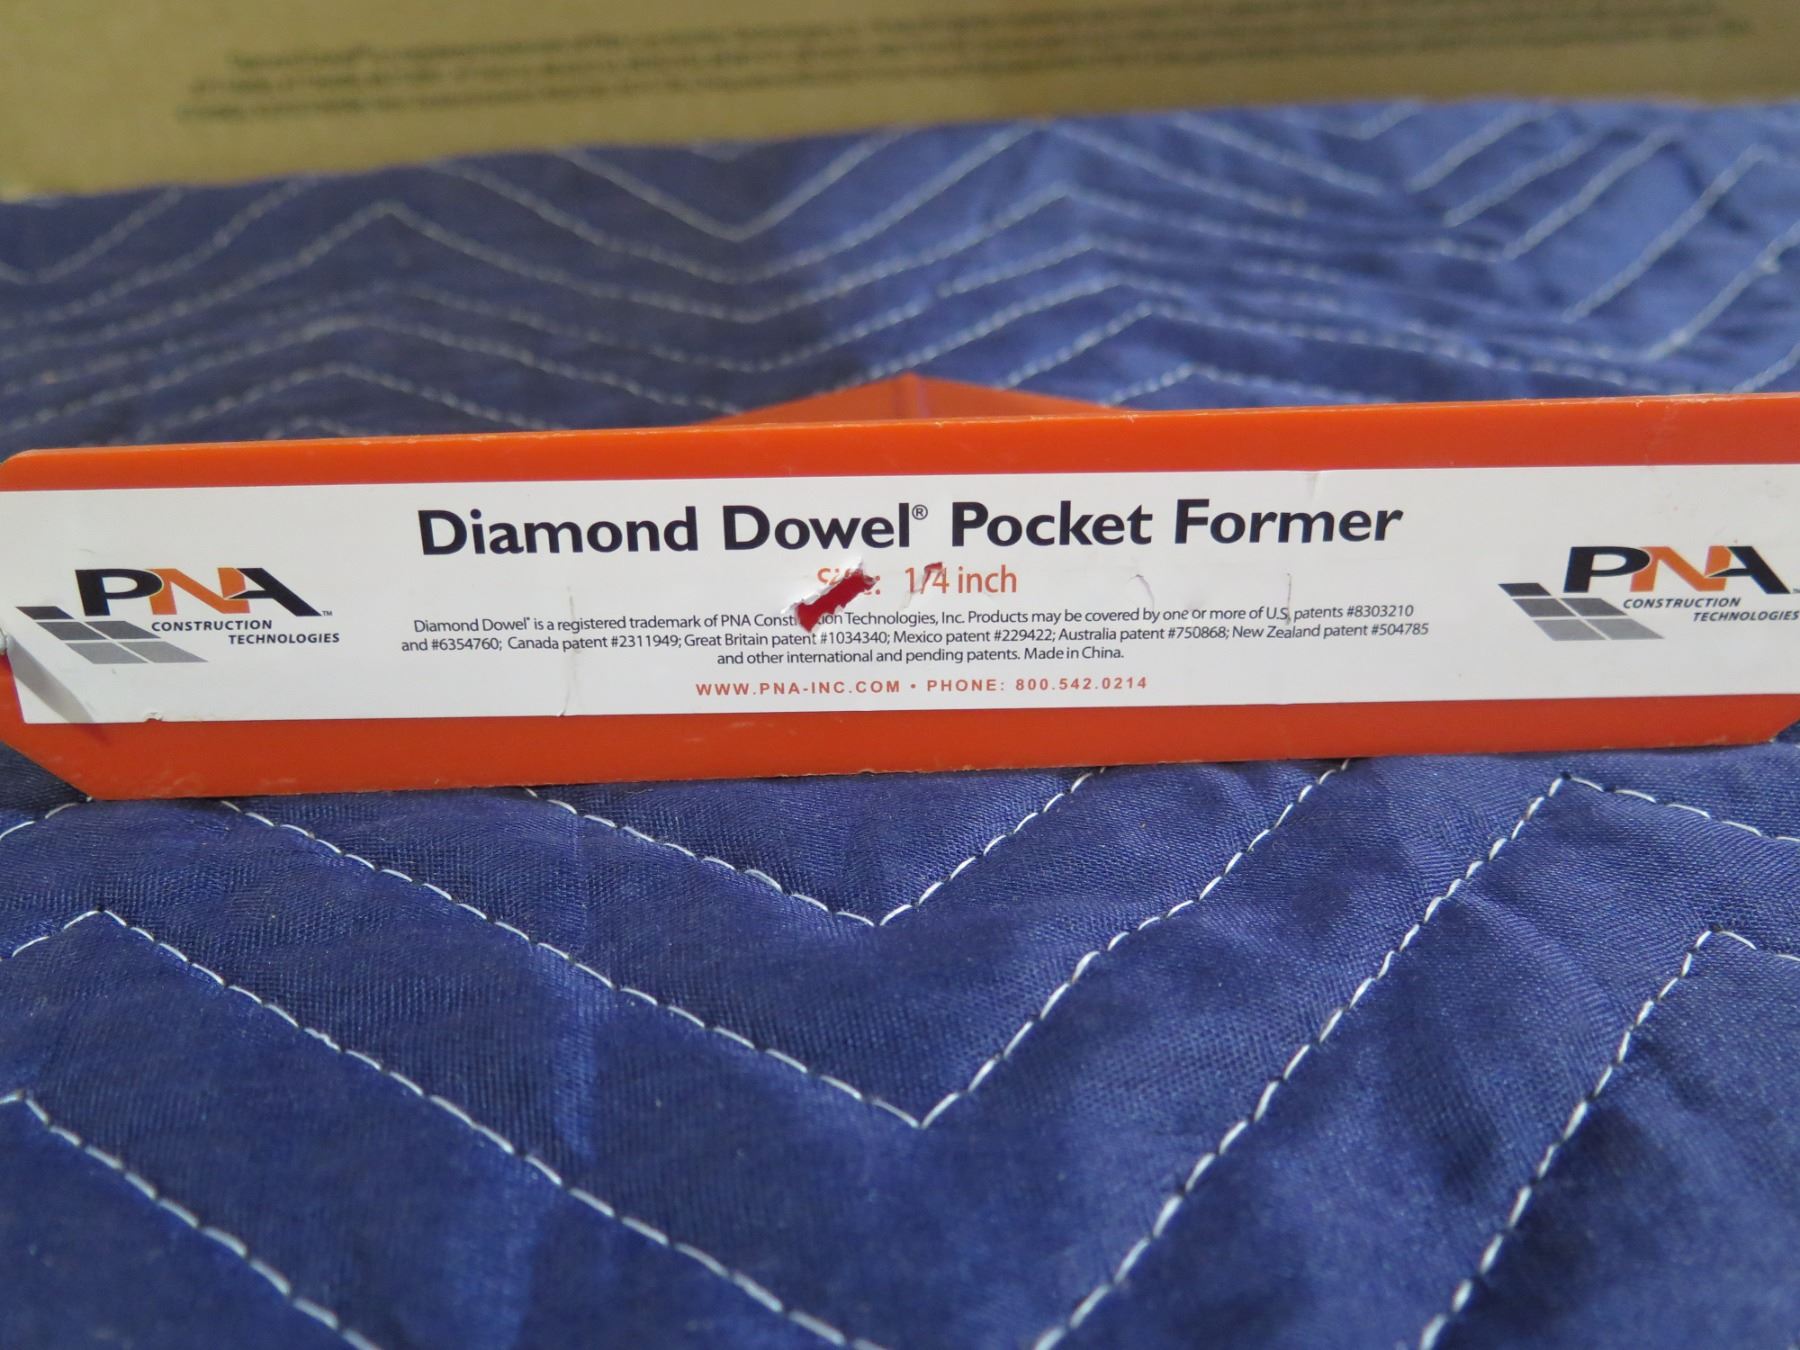 Diamond Dowel® Pocket Former
PNA™
CONSTRUCTION
TECHNOLOGIES
1/4 inch
Diamond Dowel® is a registered trademark of PNA Technologies, Inc. Products may be covered by one or more of U.S. patents #8303210
and #6354760; Canada patent #2311949; Great Britain patent #1034340; Mexico patent #229422; Australia patent #750868; New Zealand patent #504785
and other international and pending patents. Made in China.
WWW.PNA-INC.COM • PHONE: 800.542.0214
PNA
CONSTRUCTION
TECHNOLOGIES